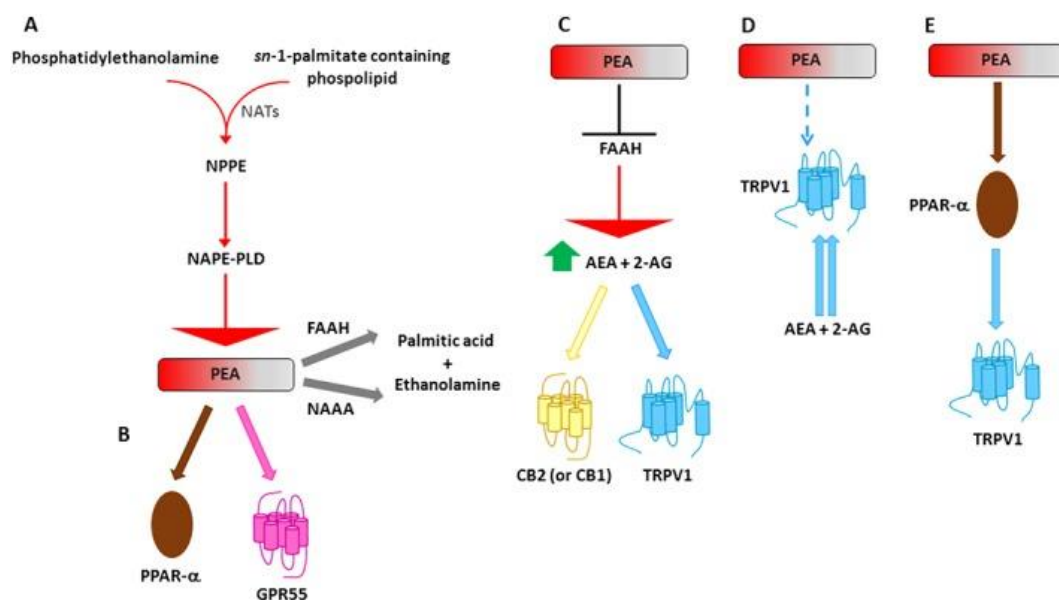 A
Phosphatidylethanolamine
sn-1-palmitate containing
phospolipid
NATs
NPPE
NAPE-PLD
PEA
FAAH
NAAA
Palmitic acid
+
Ethanolamine
B
PPAR-α
GPR55
C
PEA
FAAH
AEA + 2-AG
CB2 (or CB1)
TRPV1
D
PEA
TRPV1
AEA + 2-AG
E
PEA
PPAR-α
TRPV1